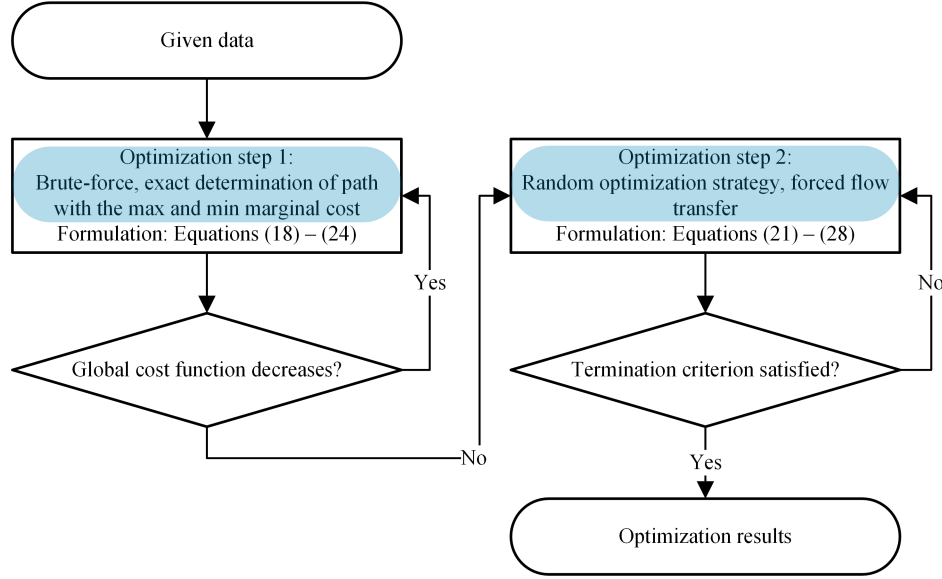 Given data
Optimization step 1:
Brute-force, exact determination of path
with the max and min marginal cost
Formulation: Equations (18) – (24)
Yes
Global cost function decreases?
No
Optimization step 2:
Random optimization strategy, forced flow
transfer
Formulation: Equations (21) – (28)
No
Termination criterion satisfied?
Yes
Optimization results